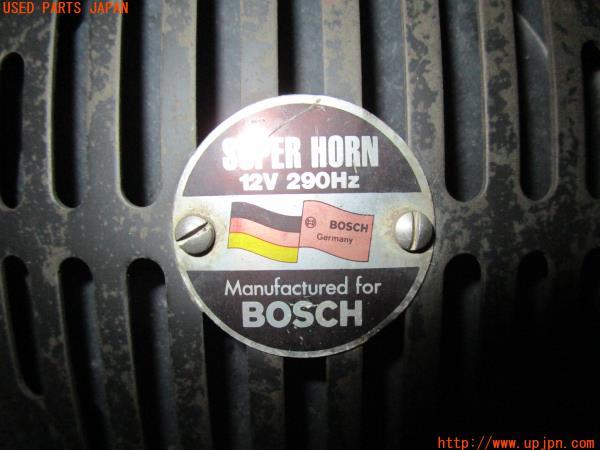 USED PARTS JAPAN
SUPER HORN
12V 290Hz
BOSCH
Germany
Manufactured for
BOSCH
http://www.upjpn.com